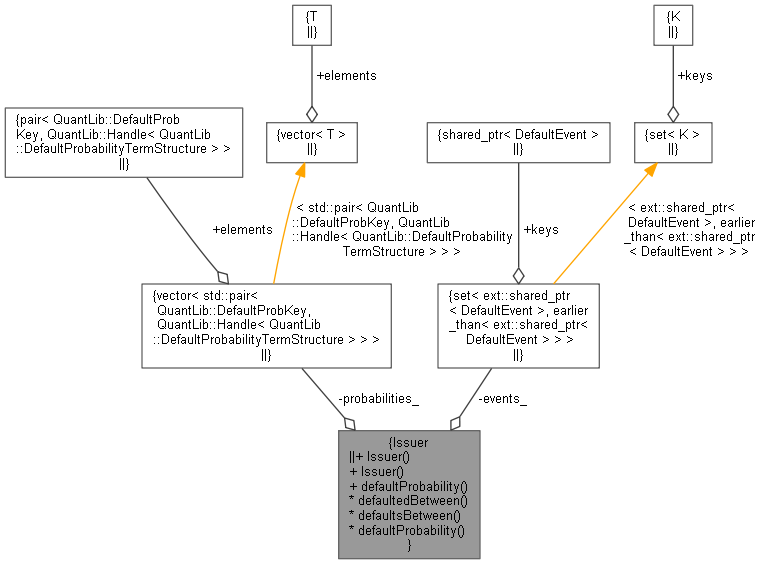 {T
||}
{K
||}
+elements
+keys
{pair< QuantLib::DefaultProb
Key, QuantLib::Handle< QuantLib
::DefaultProbabilityTermStructure > >
||}
{vector< T >
||}
{shared_ptr< DefaultEvent >
||}
{set< K >
||}
+elements
< std::pair< QuantLib
::DefaultProbKey, QuantLib
::Handle< QuantLib::DefaultProbability
TermStructure > > >
+keys
< ext::shared_ptr<
DefaultEvent >, earlier
_than< ext::shared_ptr
< DefaultEvent > > >
{vector< std::pair<
QuantLib::DefaultProbKey,
QuantLib::Handle< QuantLib
::DefaultProbabilityTermStructure > > >
||}
{set< ext::shared_ptr
< DefaultEvent >, earlier
_than< ext::shared_ptr<
DefaultEvent > > >
||}
-probabilities_
-events_
{Issuer
||+ Issuer()
+ Issuer()
+ defaultProbability()
* defaultedBetween()
* defaultsBetween()
* defaultProbability()
}